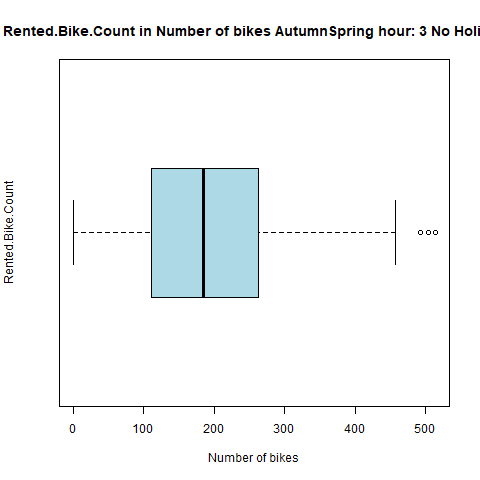 Rented.Bike.Count in Number of bikes AutumnSpring hour: 3 No Holi
Rented.Bike.Count
0 100 200 300 400 500
Number of bikes